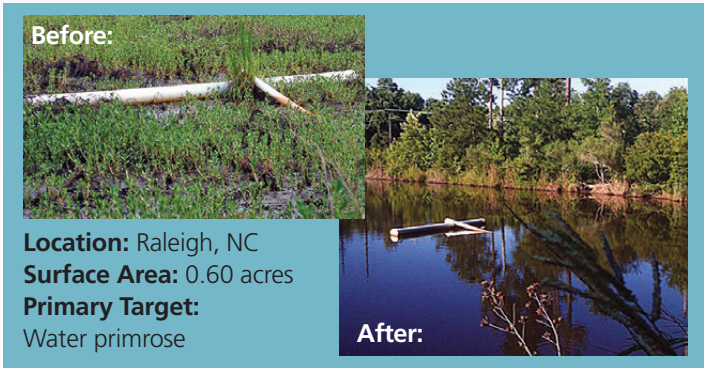 Before:
Location: Raleigh, NC
Surface Area: 0.60 acres
Primary Target:
Water primrose
After: